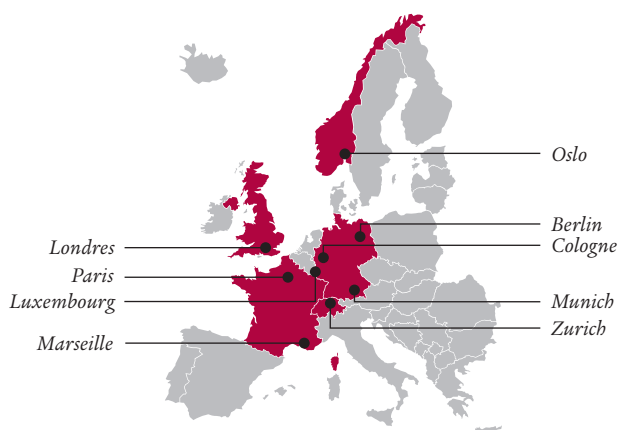 Oslo
Berlin
Londres
Cologne
Paris
Luxembourg
Munich
Zurich
Marseille